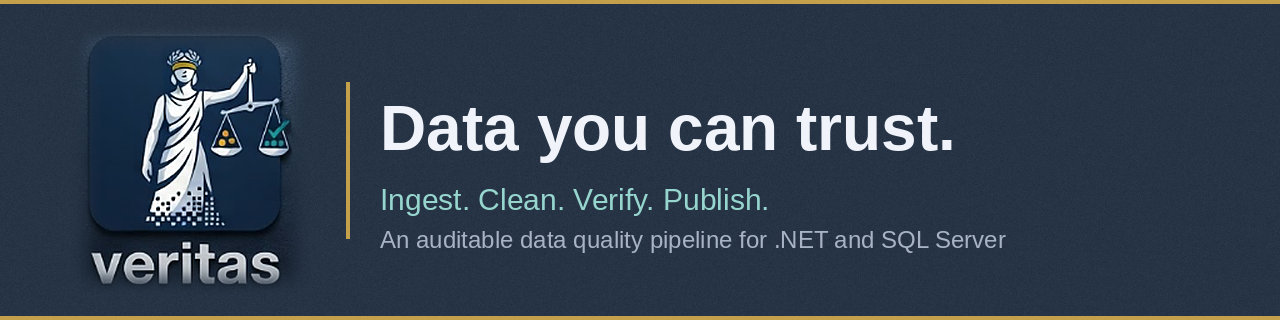 veritas
Data you can trust.
Ingest. Clean. Verify. Publish.
An auditable data quality pipeline for .NET and SQL Server